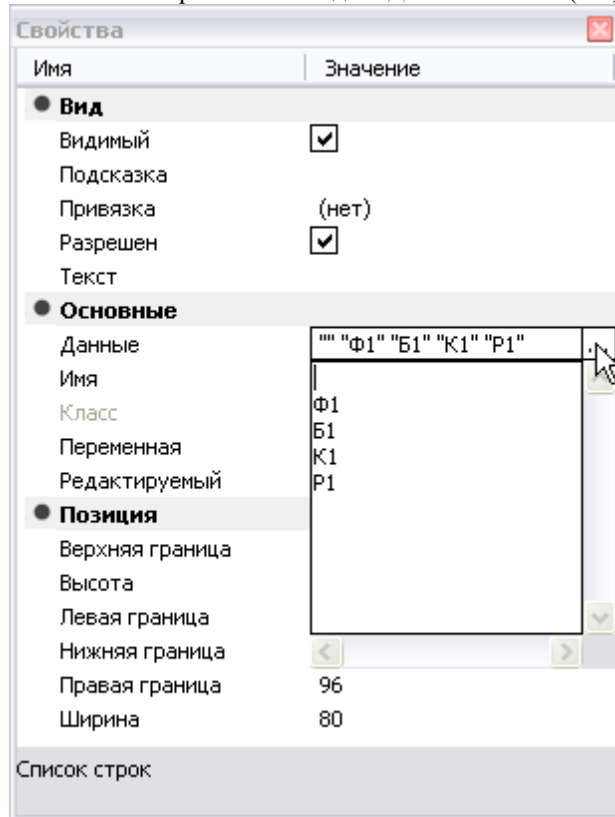 Свойства
Имя Значение
Вид
Видимый
Подсказка
Привязка (нет)
Разрешен
Текст
Основные
Данные "" "Ф1" "Б1" "К1" "Р1"
Имя
Ф1
Класс
Б1
Переменная
К1
Редактируемый
Р1
Позиция
Верхняя граница
Высота
Левая граница
Нижняя граница
Правая граница 96
Ширина 80
Список строк